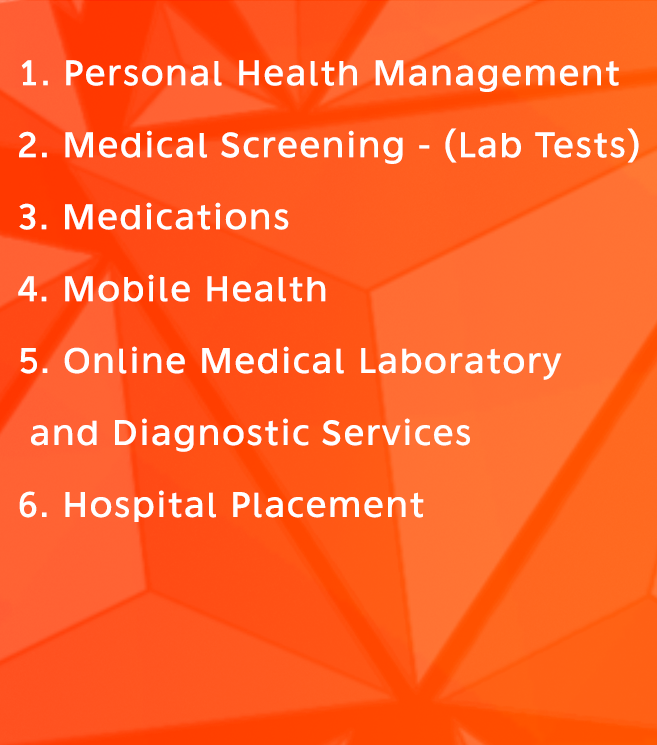 1. Personal Health Management
2. Medical Screening - (Lab Tests)
3. Medications
4. Mobile Health
5. Online Medical Laboratory
and Diagnostic Services
6. Hospital Placement